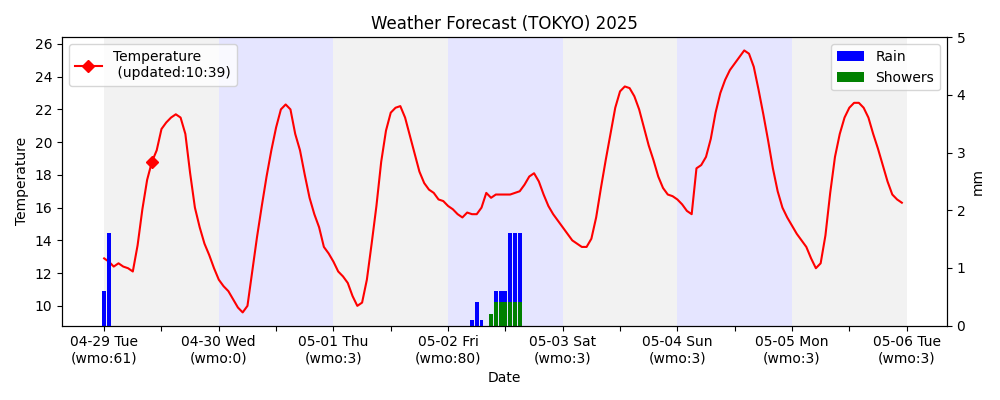 Weather Forecast (TOKYO) 2025
Temperature
(updated:10:39)
Rain
Showers
26
24
22
20
18
16
14
12
10
Temperature
5
4
3
2
1
0
mm
04-29 Tue
(wmo:61)
04-30 Wed
(wmo:0)
05-01 Thu
(wmo:3)
05-02 Fri
(wmo:80)
05-03 Sat
(wmo:3)
05-04 Sun
(wmo:3)
05-05 Mon
(wmo:3)
05-06 Tue
(wmo:3)
Date